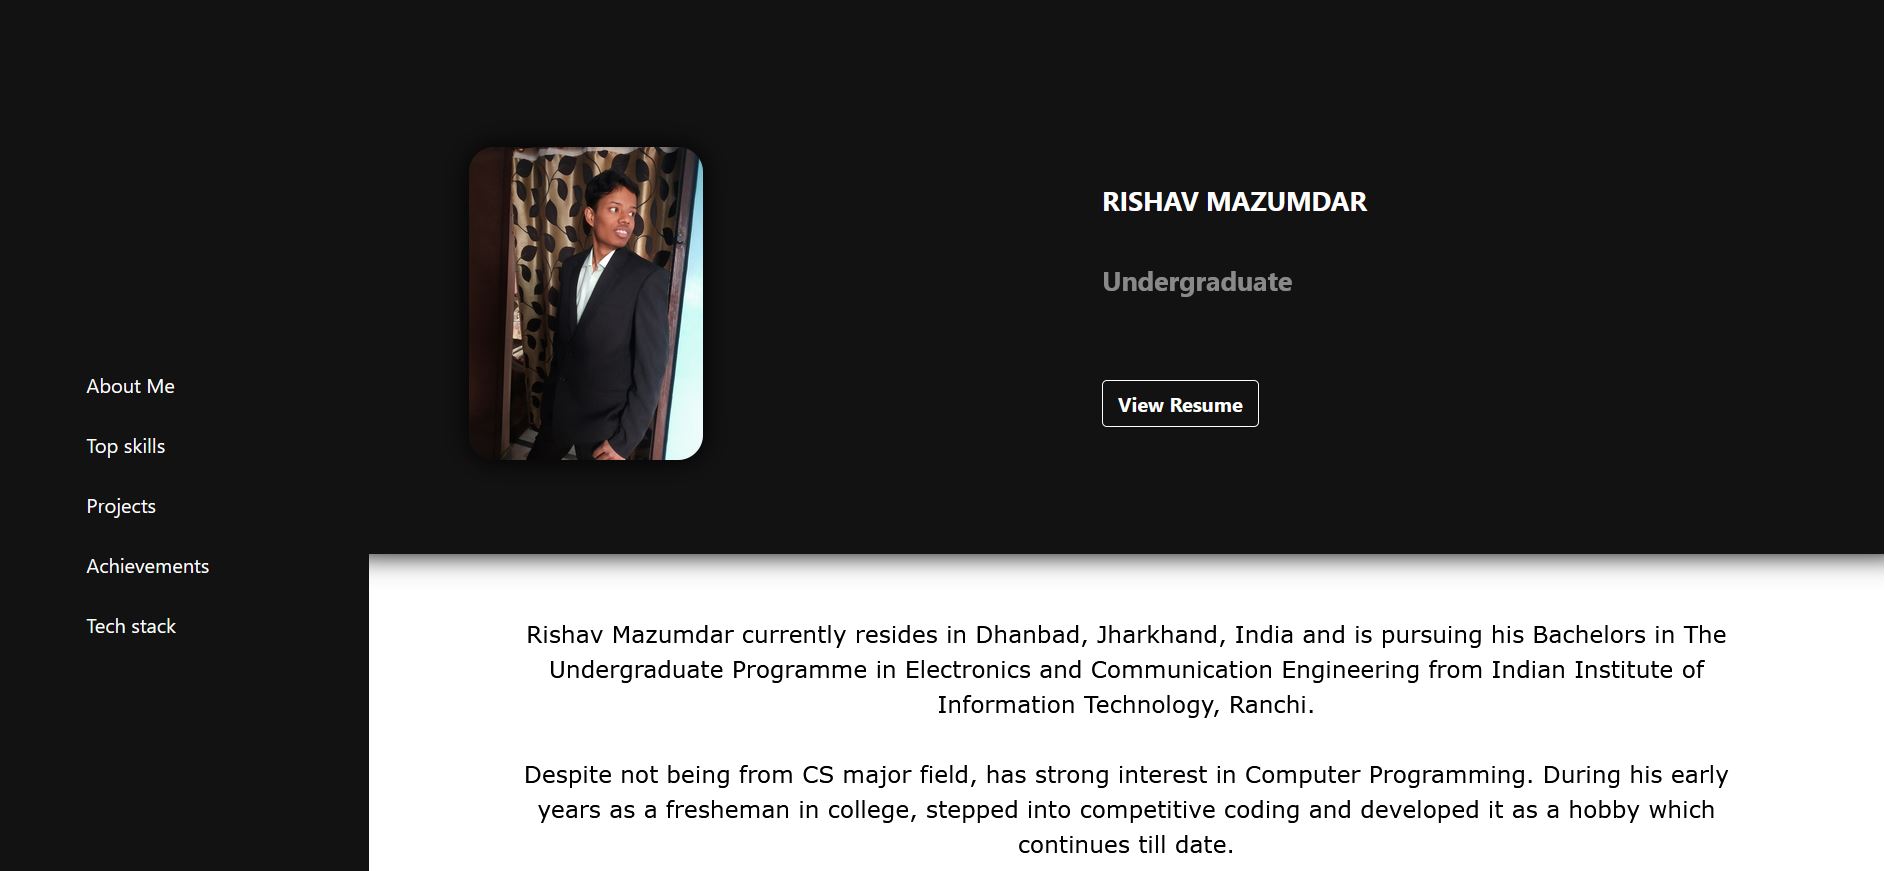 RISHAV MAZUMDAR
Undergraduate
View Resume
About Me
Top skills
Projects
Achievements
Tech stack
Rishav Mazumdar currently resides in Dhanbad, Jharkhand, India and is pursuing his Bachelors in The
Undergraduate Programme in Electronics and Communication Engineering from Indian Institute of
Information Technology, Ranchi.
Despite not being from CS major field, has strong interest in Computer Programming. During his early
years as a fresheman in college, stepped into competitive coding and developed it as a hobby which
continues till date.